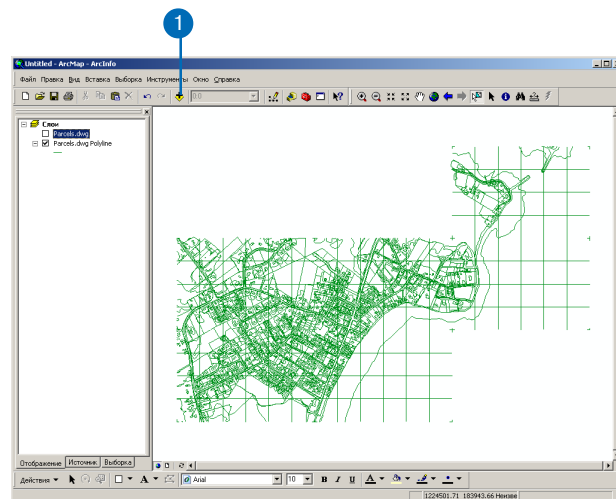 1
Untitled - ArcMap - ArcInfo
Файл Правка Вид Вставка Выборка Инструменты Окно Справка
Слои
Parcels.dwg
Parcels.dwg Polyline
Отображение Источник Выборка
Действия A Arial 10 B I U A
1224501.71 183943.66 Неизве